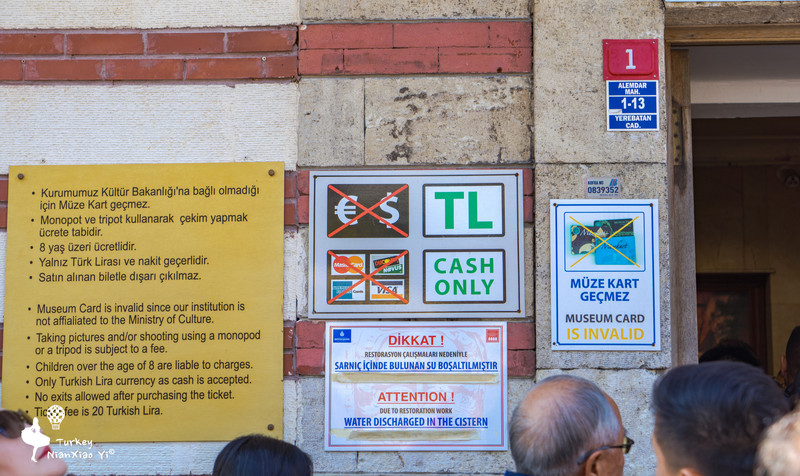 • Kurumumuz Kültür Bakanlığı'na bağlı olmadığı
için Müze Kart geçmez.
• Monopot ve tripot kullanarak çekim yapmak
ücrete tabidir.
• 8 yaş üzeri ücretlidir.
• Yalnız Türk Lirası ve nakit geçerlidir.
• Satın alınan biletle dışarı çıkılmaz.
• Museum Card is invalid since our institution is
not affailiated to the Ministry of Culture.
• Taking pictures and/or shooting using a monopod
or a tripod is subject to a fee.
• Children over the age of 8 are liable to charges.
• Only Turkish Lira currency as cash is accepted.
• No exits allowed after purchasing the ticket.
fee is 20 Turkish Lira.
Turkey
NianXiao Yi©
€ $
TL
MasterCard
VISA
CASH
ONLY
DİKKAT !
RESTORASYON ÇALIŞMALARI NEDENİYLE
SARNIÇ İÇİNDE BULUNAN SU BOŞALTILMIŞTIR
ATTENTION !
DUE TO RESTORATION WORK
WATER DISCHARGED IN THE CISTERN
1
ALEMDAR
MAH.
1-13
YEREBATAN
CAD.
0839352
MÜZE KART
GEÇMEZ
MUSEUM CARD
IS INVALID